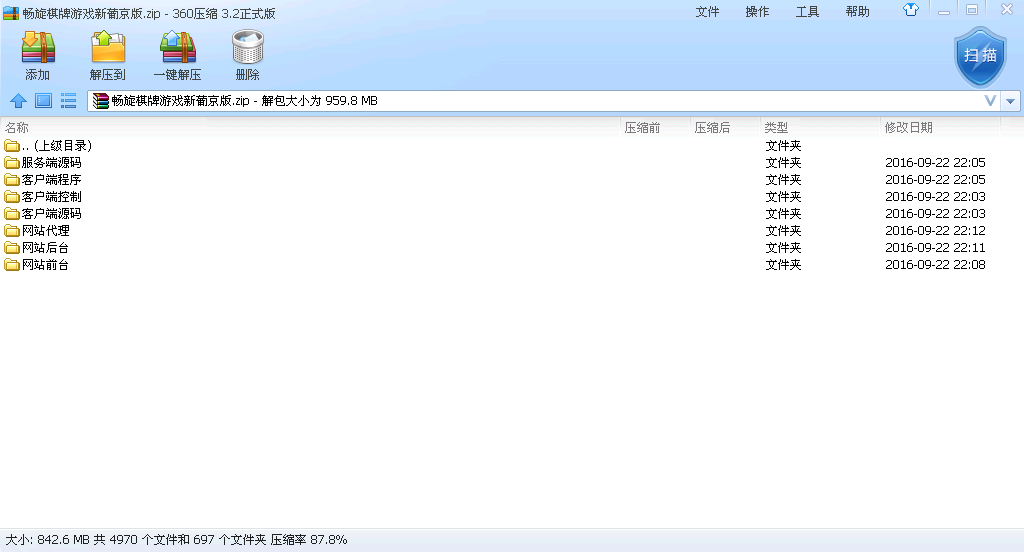 畅旋棋牌游戏新葡京版.zip - 360压缩 3.2正式版
文件 操作 工具 帮助
添加 解压到 一键解压 删除
扫描
畅旋棋牌游戏新葡京版.zip - 解包大小为 959.8 MB
名称 压缩前 压缩后 类型 修改日期
.. (上级目录) 文件夹
服务端源码 文件夹 2016-09-22 22:05
客户端程序 文件夹 2016-09-22 22:05
客户端控制 文件夹 2016-09-22 22:03
客户端源码 文件夹 2016-09-22 22:03
网站代理 文件夹 2016-09-22 22:12
网站后台 文件夹 2016-09-22 22:11
网站前台 文件夹 2016-09-22 22:08
大小: 842.6 MB 共 4970 个文件和 697 个文件夹 压缩率 87.8%